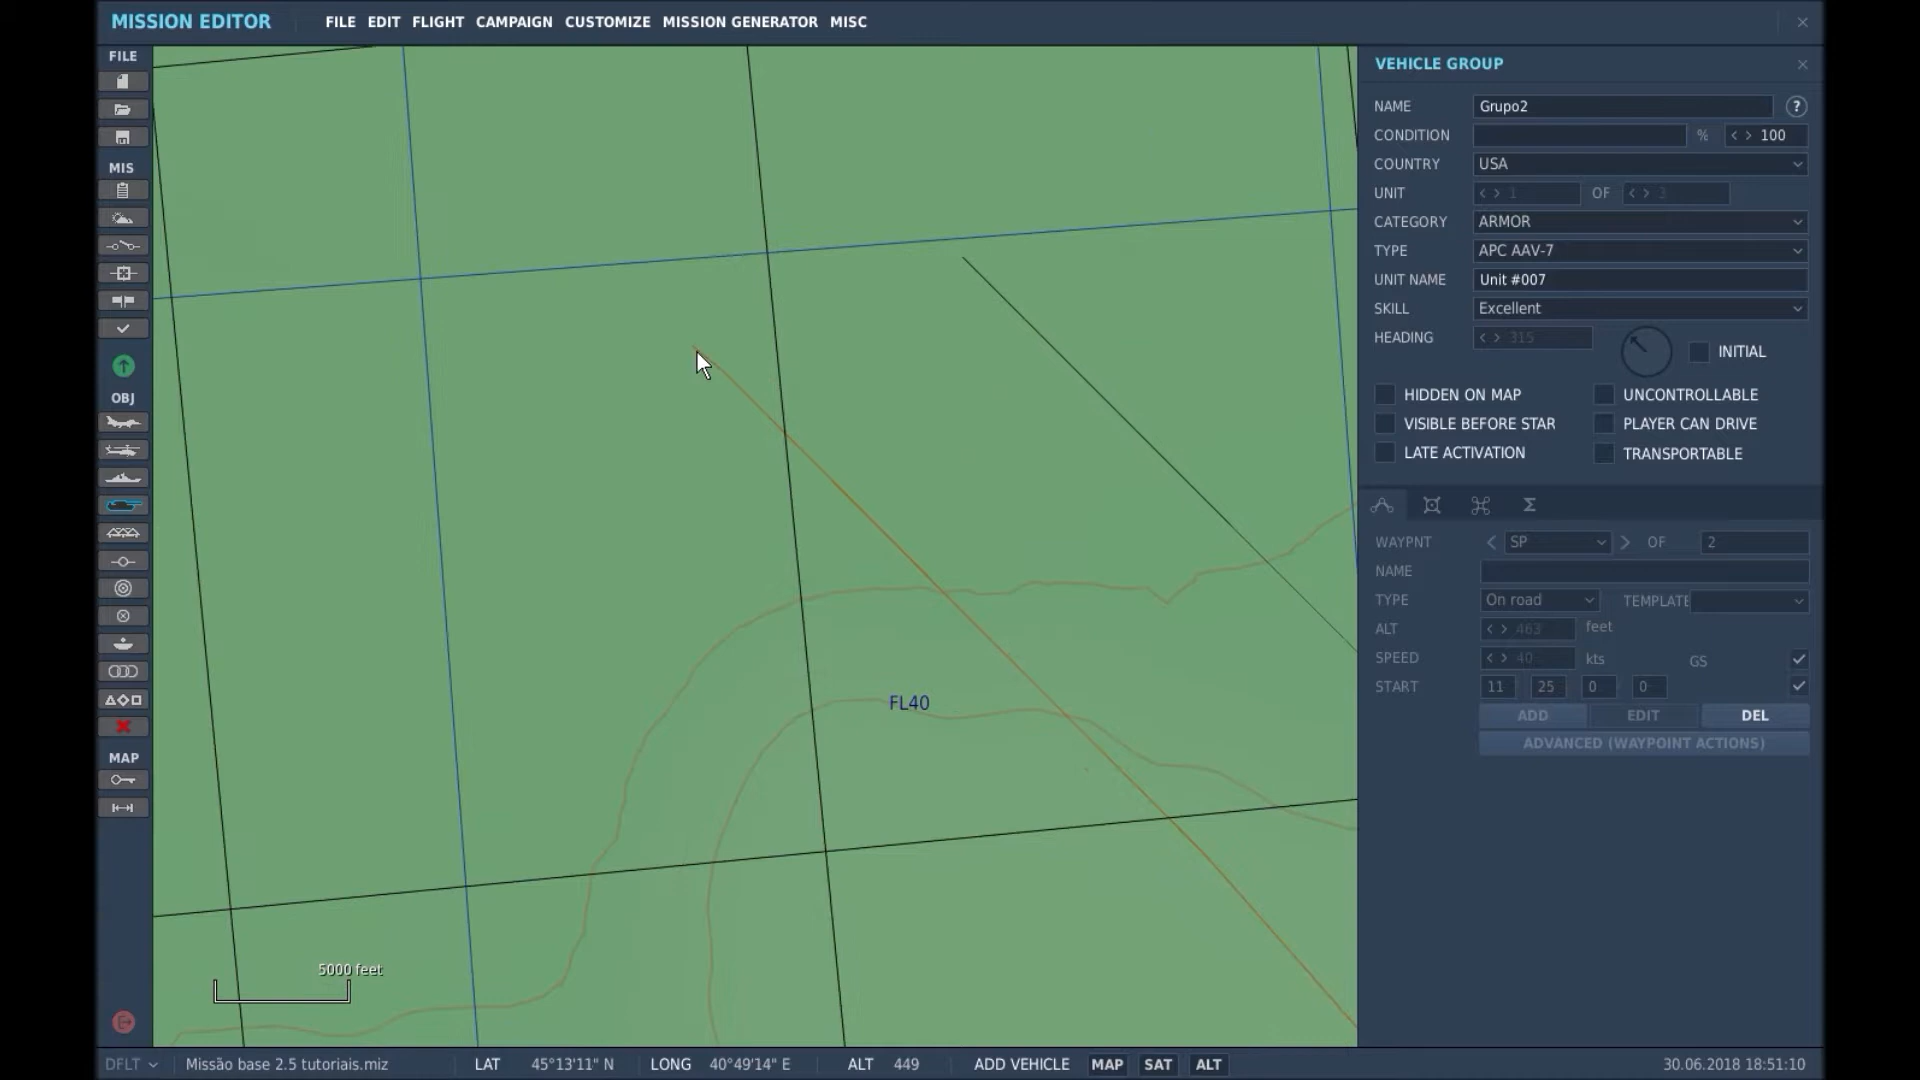 MISSION EDITOR FILE EDIT FLIGHT CAMPAIGN CUSTOMIZE MISSION GENERATOR MISC
FILE
MIS
OBJ
MAP
FL40
5000 feet
VEHICLE GROUP
NAME Grupo2 ?
CONDITION % < > 100
COUNTRY USA
UNIT < > 1 OF < > 3
CATEGORY ARMOR
TYPE APC AAV-7
UNIT NAME Unit #007
SKILL Excellent
HEADING < > 315 INITIAL
HIDDEN ON MAP UNCONTROLLABLE
VISIBLE BEFORE STAR PLAYER CAN DRIVE
LATE ACTIVATION TRANSPORTABLE
WAYPNT < SP > OF 2
NAME
TYPE On road TEMPLATE
ALT < > 463 feet
SPEED < > 40 kts GS
START 11 25 0 0
ADD EDIT DEL
ADVANCED (WAYPOINT ACTIONS)
DFLT Missão base 2.5 tutoriais.miz LAT 45°13'11" N LONG 40°49'14" E ALT 449 ADD VEHICLE MAP SAT ALT 30.06.2018 18:51:10